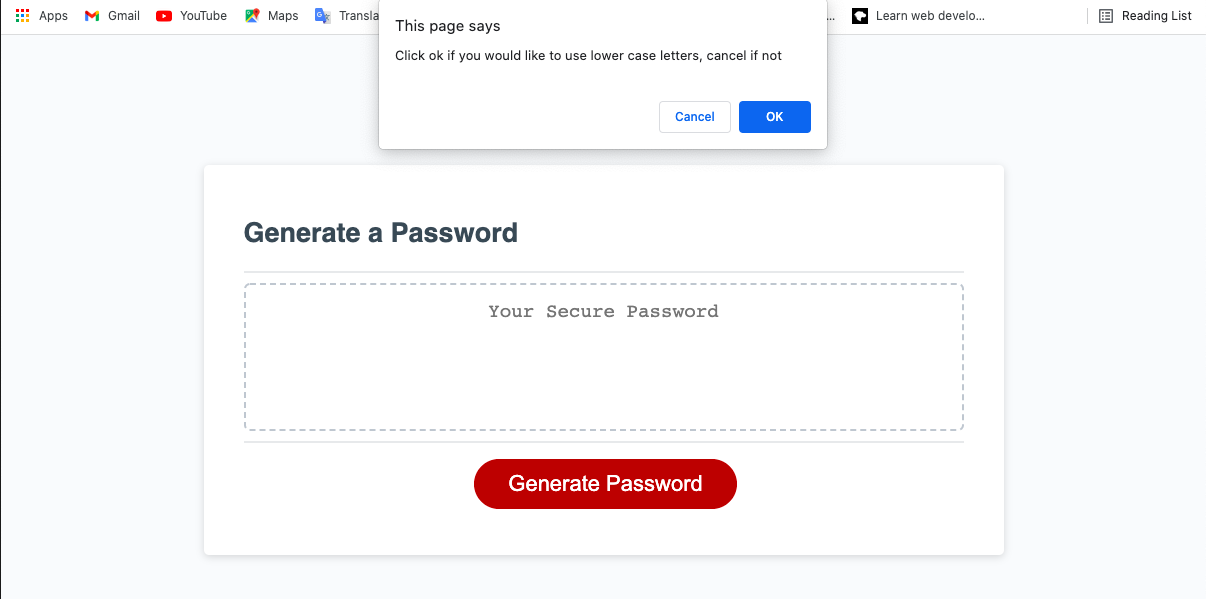 Apps Gmail YouTube Maps Transla ... Learn web develo... Reading List
This page says
Click ok if you would like to use lower case letters, cancel if not
Cancel OK
Generate a Password
Your Secure Password
Generate Password